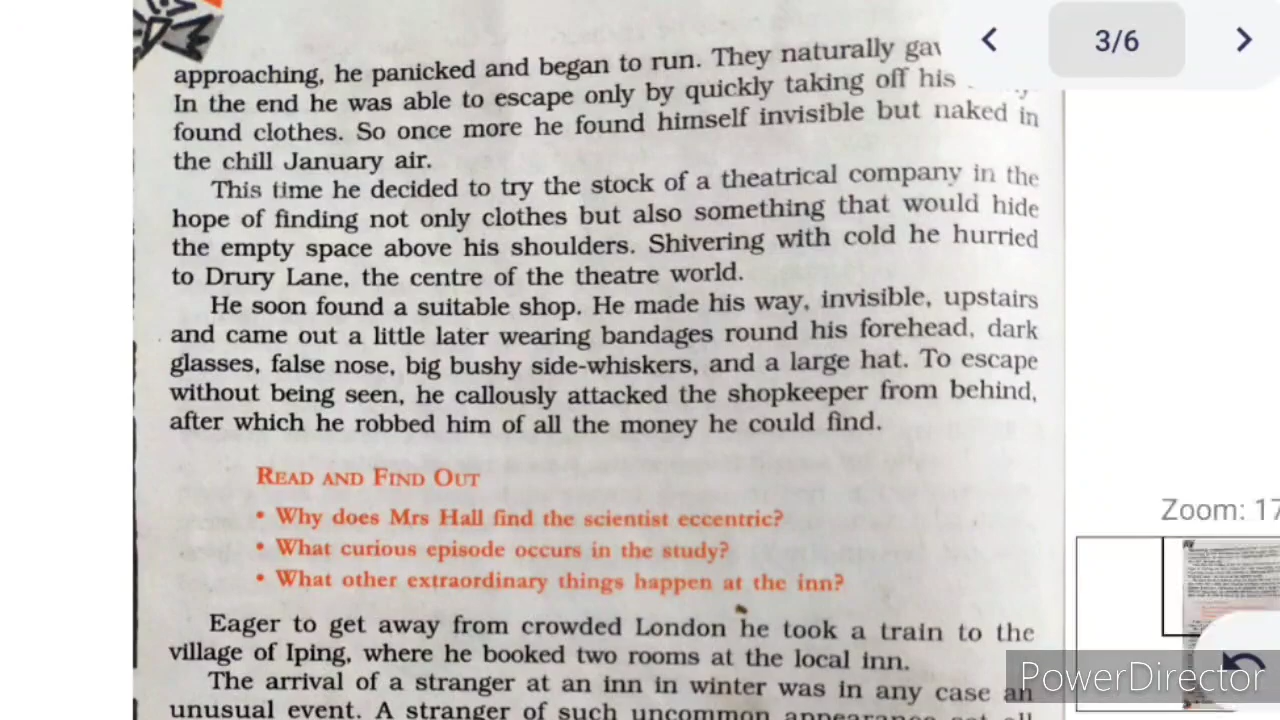 3/6
approaching, he panicked and began to run. They naturally
In the end he was able to escape only by quickly taking off his
found clothes. So once more he found himself invisible but naked in
the chill January air.
This time he decided to try the stock of a theatrical company in the
hope of finding not only clothes but also something that would hide
the empty space above his shoulders. Shivering with cold he hurried
to Drury Lane, the centre of the theatre world.
He soon found a suitable shop. He made his way, invisible, upstairs
and came out a little later wearing bandages round his forehead, dark
glasses, false nose, big bushy side-whiskers, and a large hat. To escape
without being seen, he callously attacked the shopkeeper from behind,
after which he robbed him of all the money he could find.
READ AND FIND OUT
• Why does Mrs Hall find the scientist eccentric?
• What curious episode occurs in the study?
• What other extraordinary things happen at the inn?
Zoom: 17
Eager to get away from crowded London he took a train to the
village of Iping, where he booked two rooms at the local inn.
The arrival of a stranger at an inn in winter was in any case an
unusual event. A stranger of such uncommon appearance set all
PowerDirector